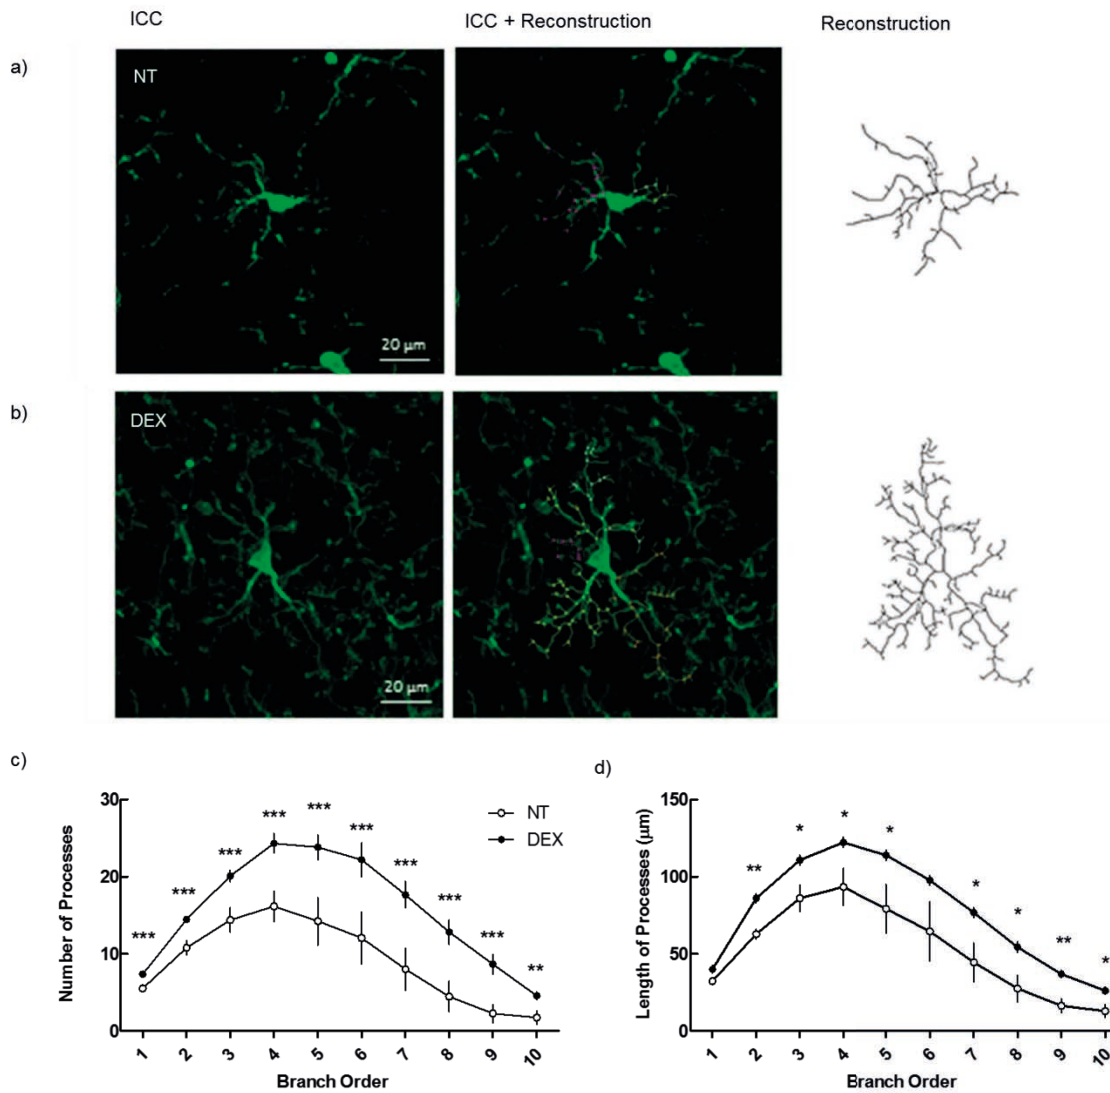 ICC
ICC + Reconstruction
Reconstruction
a)
NT
20 µm
b)
DEX
20 µm
c)
d)
30
20
10
0
Number of Processes
*** *** *** *** *** *** *** *** *** **
NT
DEX
1 2 3 4 5 6 7 8 9 10
Branch Order
150
100
50
0
Length of Processes (µm)
** * * * * * ** *
1 2 3 4 5 6 7 8 9 10
Branch Order